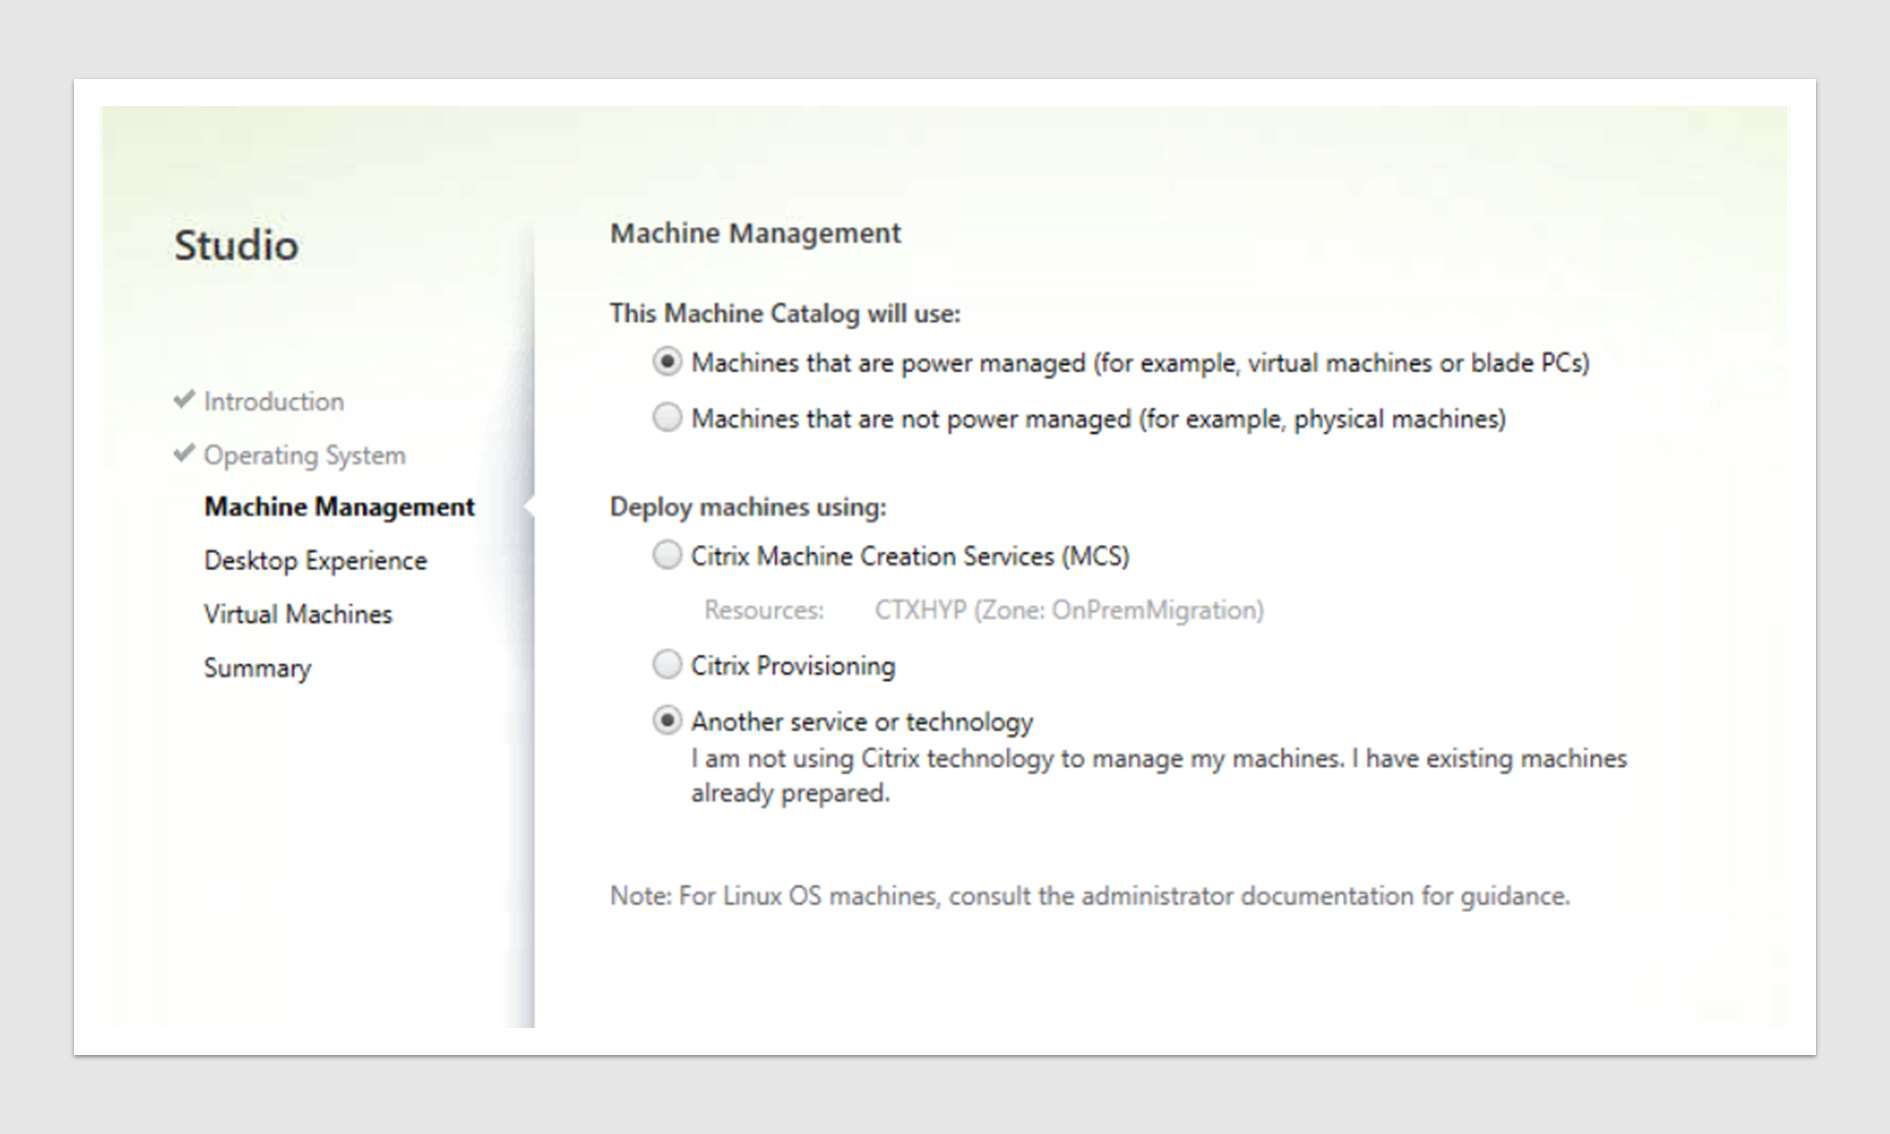 Studio
Introduction
Operating System
Machine Management
Desktop Experience
Virtual Machines
Summary
Machine Management
This Machine Catalog will use:
Machines that are power managed (for example, virtual machines or blade PCs)
Machines that are not power managed (for example, physical machines)
Deploy machines using:
Citrix Machine Creation Services (MCS)
Resources: CTXHYP (Zone: OnPremMigration)
Citrix Provisioning
Another service or technology
I am not using Citrix technology to manage my machines. I have existing machines
already prepared.
Note: For Linux OS machines, consult the administrator documentation for guidance.